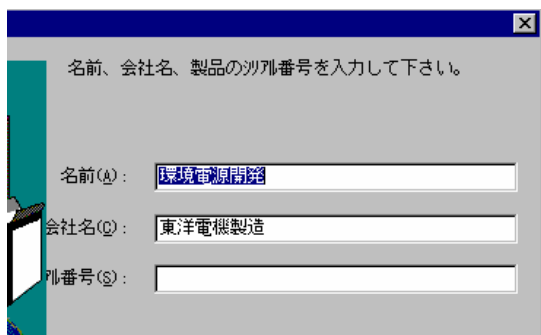 名前、会社名、製品のｼﾘｱﾙ番号を入力して下さい。
名前(A):
環境電源開発
会社名(C):
東洋電機製造
ｱﾙ番号(S):